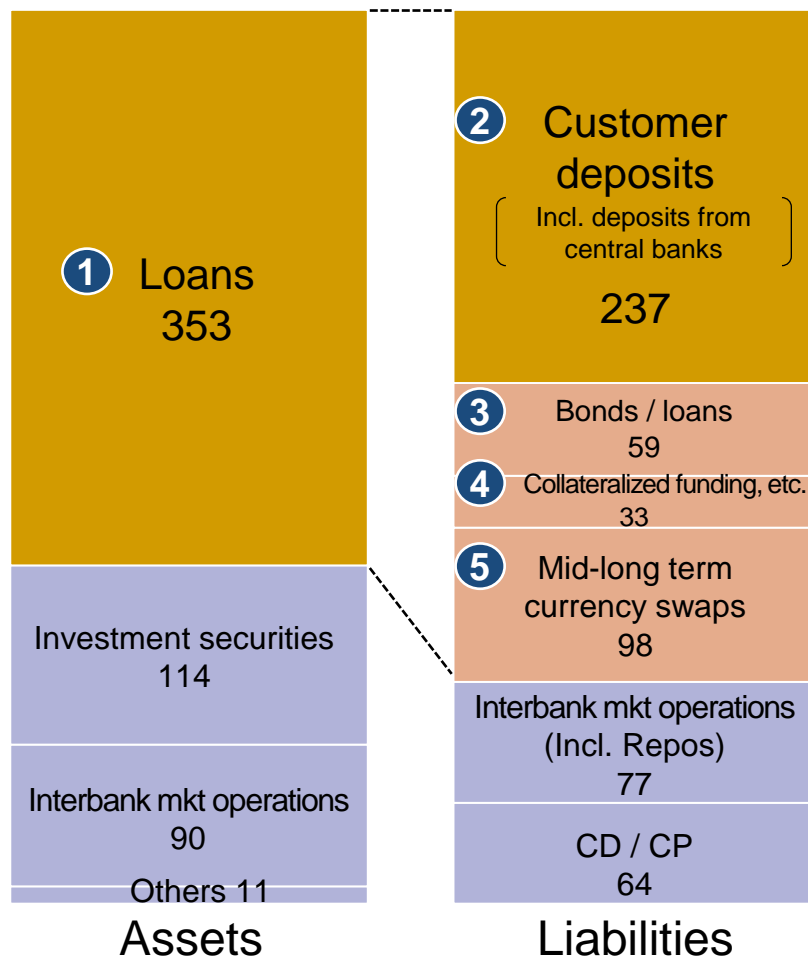 1 Loans
353
Investment securities
114
Interbank mkt operations
90
Others 11
Assets
2 Customer
deposits
Incl. deposits from
central banks
237
3 Bonds / loans
59
4 Collateralized funding, etc.
33
5 Mid-long term
currency swaps
98
Interbank mkt operations
(Incl. Repos)
77
CD / CP
64
Liabilities